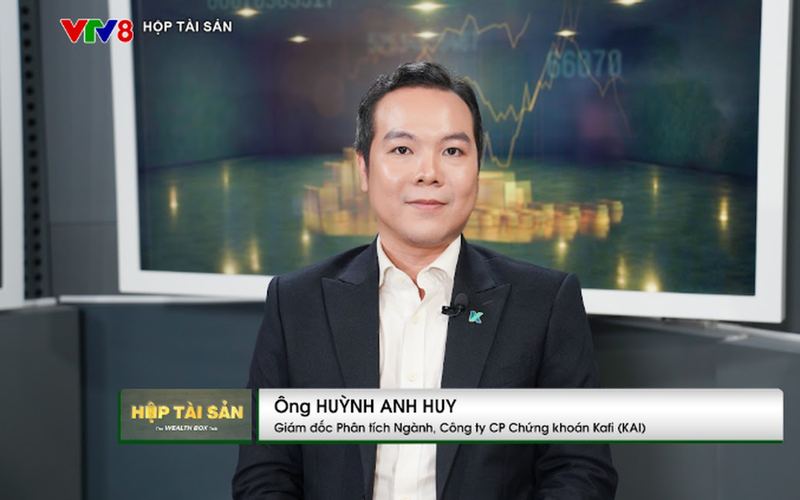 VTV8 HỘP TÀI SẢN
66870
HỘP TÀI SẢN
The WEALTH BOX Talk
Ông HUỲNH ANH HUY
Giám đốc Phân tích Ngành, Công ty CP Chứng khoán Kafi (KAI)